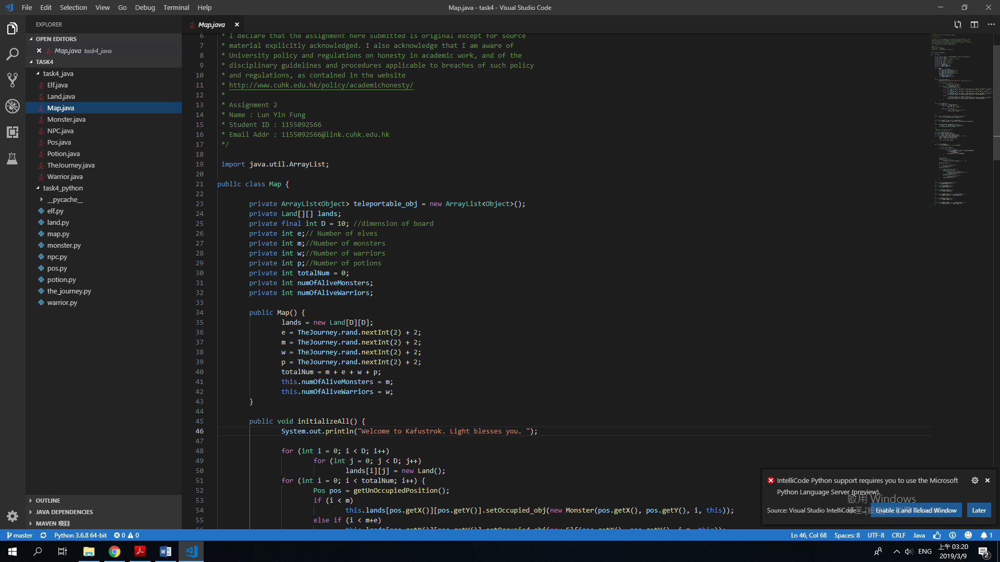 File Edit Selection View Go Debug Terminal Help
Map.java - task4 - Visual Studio Code
EXPLORER
OPEN EDITORS
Map.java task4_java
TASK4
task4_java
Elf.java
Land.java
Map.java
Monster.java
NPC.java
Pos.java
Potion.java
TheJourney.java
Warrior.java
task4_python
__pycache__
elf.py
land.py
map.py
monster.py
npc.py
pos.py
potion.py
the_journey.py
warrior.py
OUTLINE
JAVA DEPENDENCIES
MAVEN 项目
Map.java
6 * I declare that the assignment here submitted is original except for source
7 * material explicitly acknowledged. I also acknowledge that I am aware of
8 * University policy and regulations on honesty in academic work, and of the
9 * disciplinary guidelines and procedures applicable to breaches of such policy
10 * and regulations, as contained in the website
11 * http://www.cuhk.edu.hk/policy/academichonesty/
12 *
13 * Assignment 2
14 * Name : Lun Yin Fung
15 * Student ID : 1155092566
16 * Email Addr : 1155092566@link.cuhk.edu.hk
17 */
18
19 import java.util.ArrayList;
20
21 public class Map {
22
23 private ArrayList<Object> teleportable_obj = new ArrayList<Object>();
24 private Land[][] lands;
25 private final int D = 10; //dimension of board
26 private int e;// Number of elves
27 private int m;//Number of monsters
28 private int w;//Number of warriors
29 private int p;//Number of potions
30 private int totalNum = 0;
31 private int numOfAliveMonsters;
32 private int numOfAliveWarriors;
33
34 public Map() {
35 lands = new Land[D][D];
36 e = TheJourney.rand.nextInt(2) + 2;
37 m = TheJourney.rand.nextInt(2) + 2;
38 w = TheJourney.rand.nextInt(2) + 2;
39 p = TheJourney.rand.nextInt(2) + 2;
40 totalNum = m + e + w + p;
41 this.numOfAliveMonsters = m;
42 this.numOfAliveWarriors = w;
43 }
44
45 public void initializeAll() {
46 System.out.println("Welcome to Kafustrok. Light blesses you. ");
47
48 for (int i = 0; i < D; i++)
49 for (int j = 0; j < D; j++)
50 lands[i][j] = new Land();
51 for (int i = 0; i < totalNum; i++) {
52 Pos pos = getUnOccupiedPosition();
53 if (i < m)
54 this.lands[pos.getX()][pos.getY()].setOccupied_obj(new Monster(pos.getX(), pos.getY(), i, this));
55 else if (i < m+e)
IntelliCode Python support requires you to use the Microsoft
Python Language Server (preview).
啟用 Windows
Source: Visual Studio IntelliCode -...
Enable it and Reload Window
Later
master
Python 3.6.8 64-bit
0 0
Ln 46, Col 68
Spaces: 8
UTF-8
CRLF
Java
1
ENG
上午 03:20
2019/3/9
2